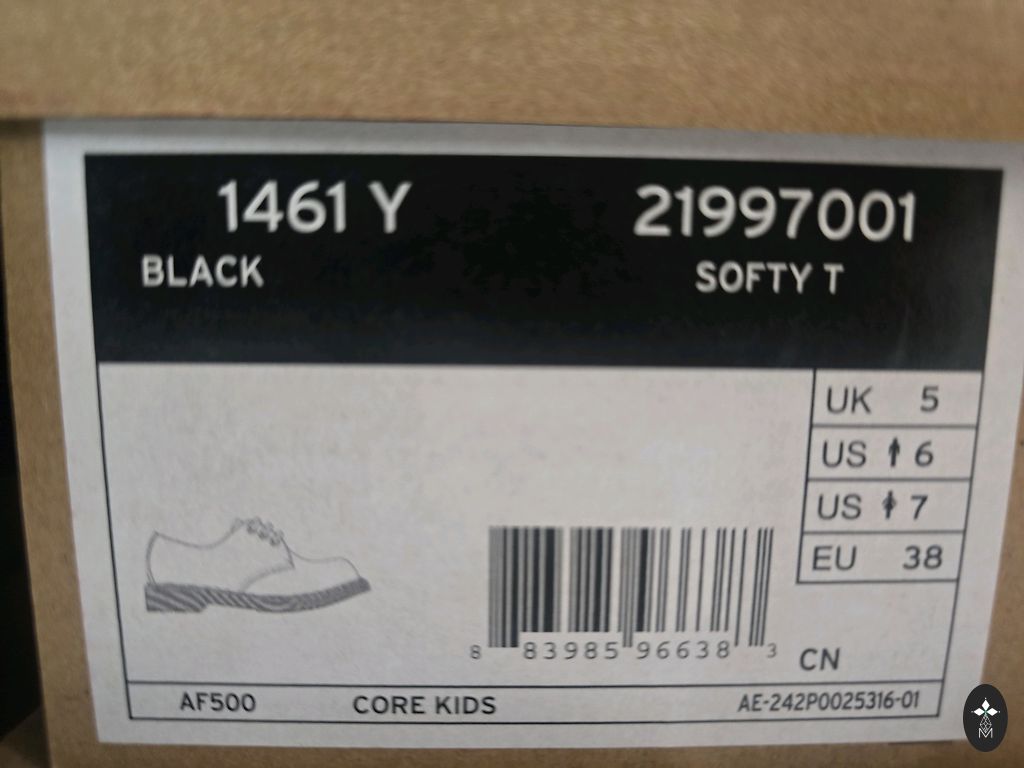 1461 Y 21997001
BLACK SOFTY T
UK 5
US 6
US 7
EU 38
8 83985 96638 3
CN
AF500 CORE KIDS AE-242P0025316-01
M